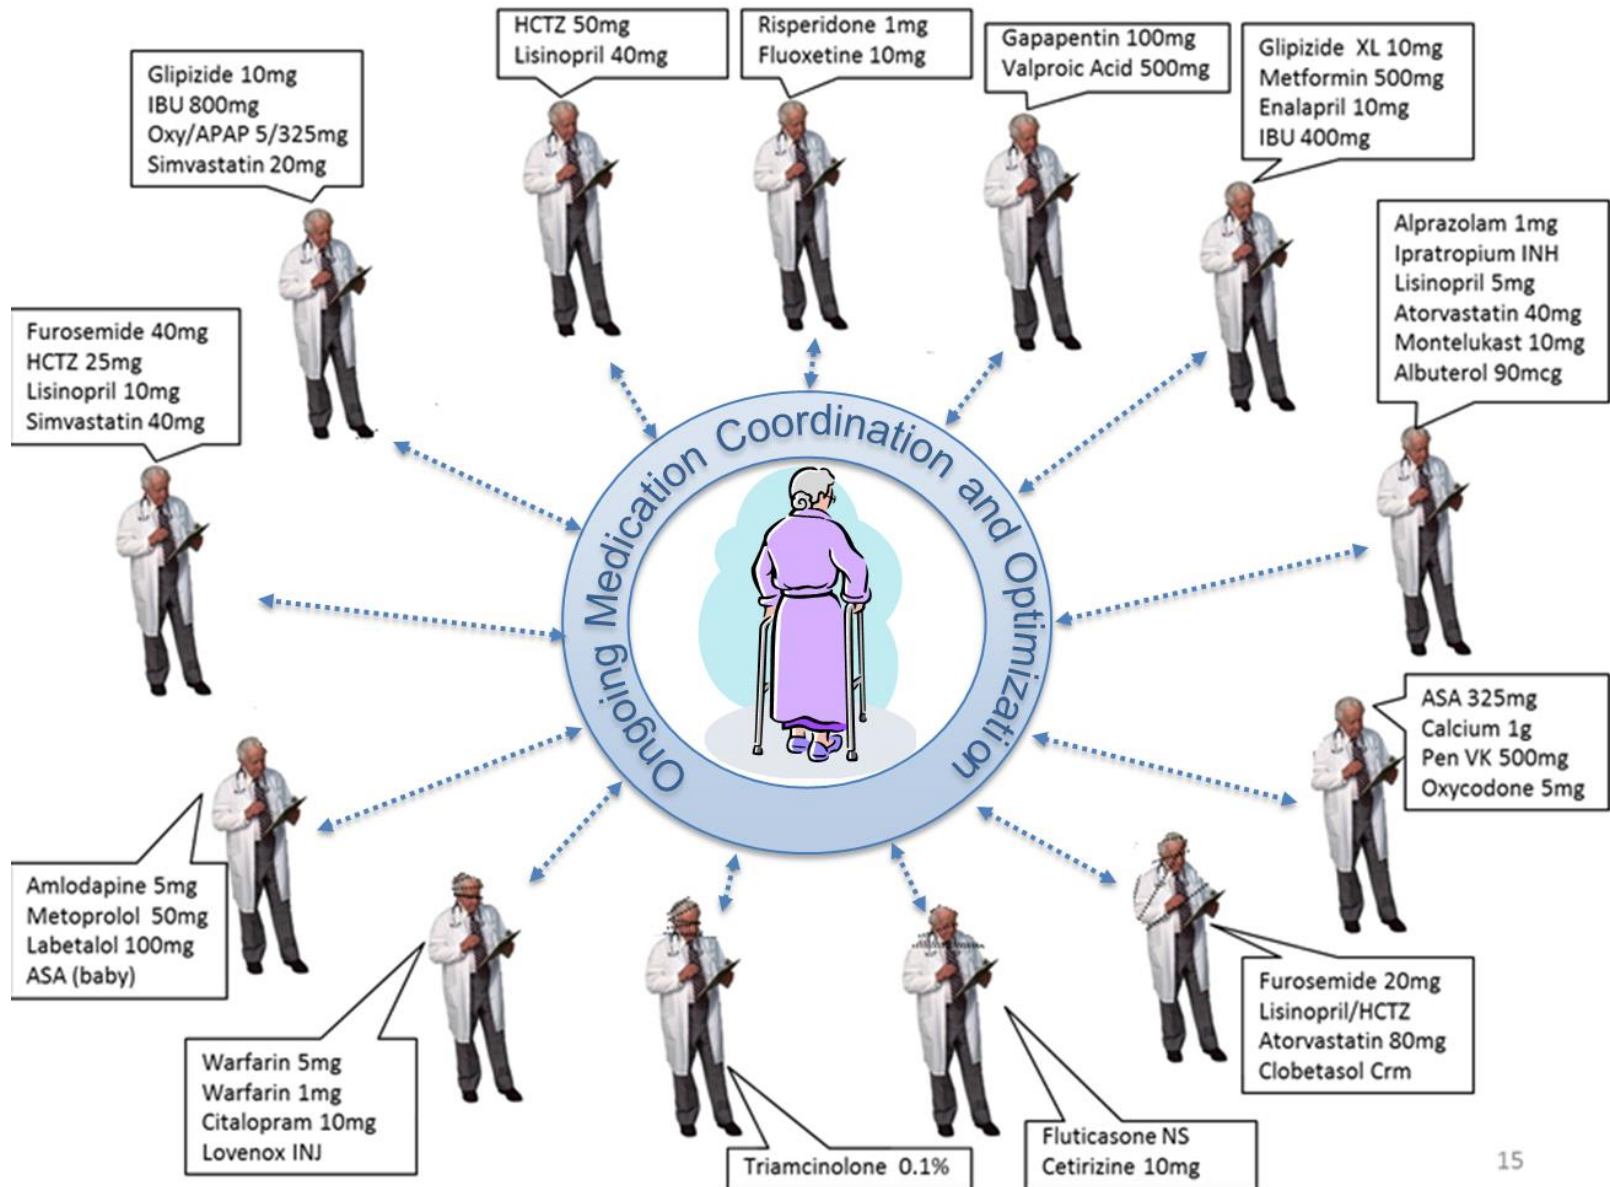 HCTZ 50mg
Lisinopril 40mg
Risperidone 1mg
Fluoxetine 10mg
Gapapentin 100mg
Valproic Acid 500mg
Glipizide XL 10mg
Metformin 500mg
Enalapril 10mg
IBU 400mg
Glipizide 10mg
IBU 800mg
Oxy/APAP 5/325mg
Simvastatin 20mg
Alprazolam 1mg
Ipratropium INH
Lisinopril 5mg
Atorvastatin 40mg
Montelukast 10mg
Albuterol 90mcg
Furosemide 40mg
HCTZ 25mg
Lisinopril 10mg
Simvastatin 40mg
Ongoing Medication Coordination and Optimization
ASA 325mg
Calcium 1g
Pen VK 500mg
Oxycodone 5mg
Amlodapine 5mg
Metoprolol 50mg
Labetalol 100mg
ASA (baby)
Furosemide 20mg
Lisinopril/HCTZ
Atorvastatin 80mg
Clobetasol Crm
Warfarin 5mg
Warfarin 1mg
Citalopram 10mg
Lovenox INJ
Triamcinolone 0.1%
Fluticasone NS
Cetirizine 10mg
15